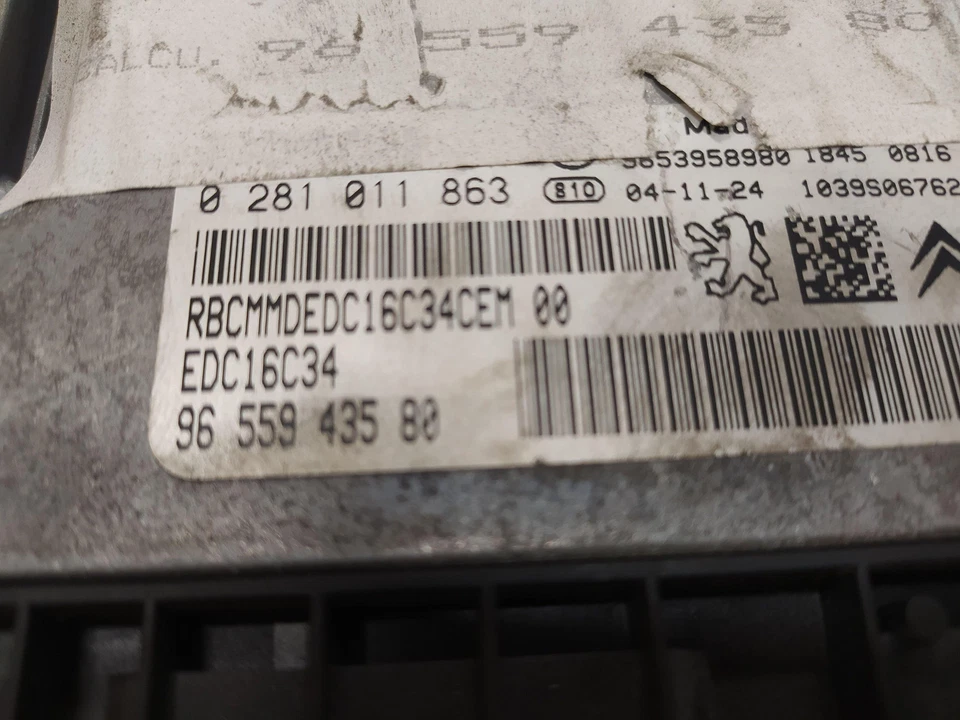 CALCU. 96 559 435 80
Mad
9653958980 1845 0816
0 281 011 863 810 04-11-24 1039S06762
RBCMMDEDC16C34CEM 00
EDC16C34
96 559 435 80